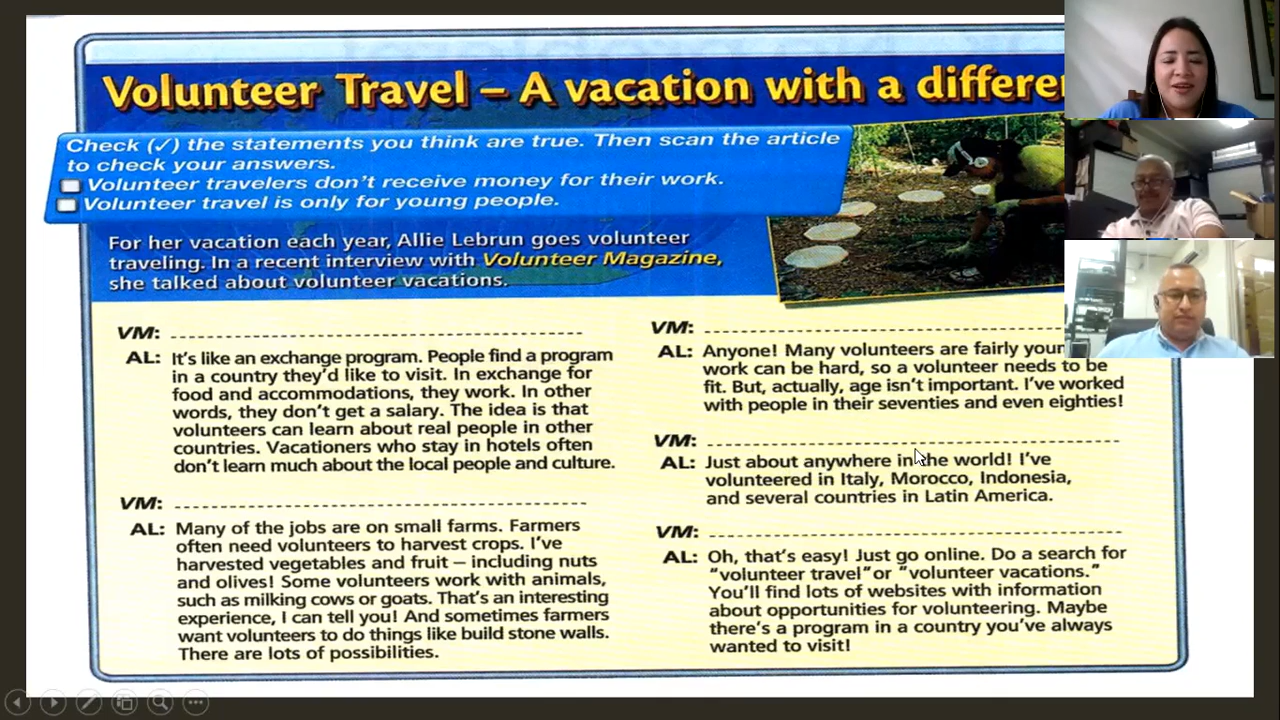 Volunteer Travel – A vacation with a
Check (✓) the statements you think are true. Then scan the article
to check your answers.
Volunteer travelers don't receive money for their work.
Volunteer travel is only for young people.
For her vacation each year, Allie Lebrun goes volunteer
traveling. In a recent interview with Volunteer Magazine,
she talked about volunteer vacations.
VM:
AL: It's like an exchange program. People find a program
in a country they'd like to visit. In exchange for
food and accommodations, they work. In other
words, they don't get a salary. The idea is that
volunteers can learn about real people in other
countries. Vacationers who stay in hotels often
don't learn much about the local people and culture.
VM:
AL: Many of the jobs are on small farms. Farmers
often need volunteers to harvest crops. I've
harvested vegetables and fruit – including nuts
and olives! Some volunteers work with animals,
such as milking cows or goats. That's an interesting
experience, I can tell you! And sometimes farmers
want volunteers to do things like build stone walls.
There are lots of possibilities.
VM:
AL: Anyone! Many volunteers are fairly
work can be hard, so a volunteer needs to be
fit. But, actually, age isn't important. I've worked
with people in their seventies and even eighties!
VM:
AL: Just about anywhere in the world! I've
volunteered in Italy, Morocco, Indonesia,
and several countries in Latin America.
VM:
AL: Oh, that's easy! Just go online. Do a search for
"volunteer travel" or "volunteer vacations."
You'll find lots of websites with information
about opportunities for volunteering. Maybe
there's a program in a country you've always
wanted to visit!